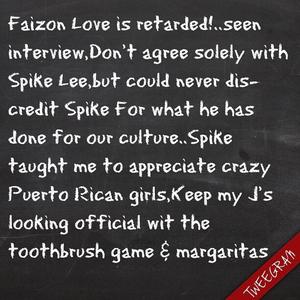 Faizon Love is retarded!..seen
interview,Don't agree solely with
Spike Lee,but could never dis-
credit Spike For what he has
done for our culture..Spike
taught me to appreciate crazy
Puerto Rican girls,Keep my J's
looking official wit the
toothbrush game & margaritas
TWEEGRAM